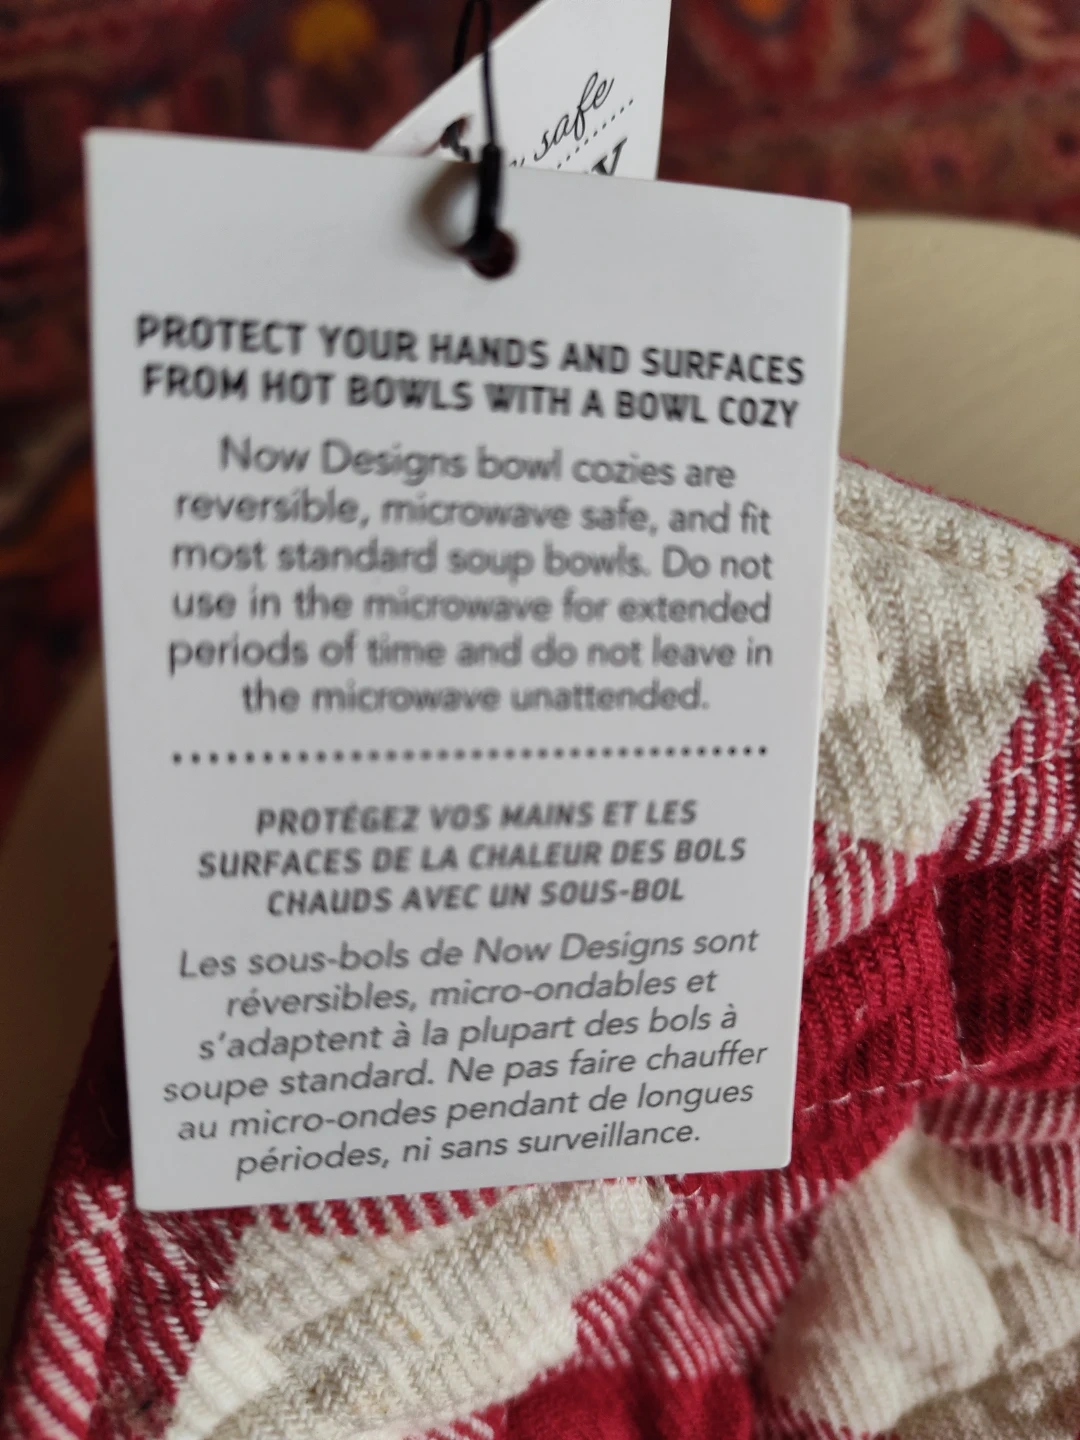 safe
PROTECT YOUR HANDS AND SURFACES
FROM HOT BOWLS WITH A BOWL COZY
Now Designs bowl cozies are
reversible, microwave safe, and fit
most standard soup bowls. Do not
use in the microwave for extended
periods of time and do not leave in
the microwave unattended.
PROTÉGEZ VOS MAINS ET LES
SURFACES DE LA CHALEUR DES BOLS
CHAUDS AVEC UN SOUS-BOL
Les sous-bols de Now Designs sont
réversibles, micro-ondables et
s'adaptent à la plupart des bols à
soupe standard. Ne pas faire chauffer
au micro-ondes pendant de longues
périodes, ni sans surveillance.